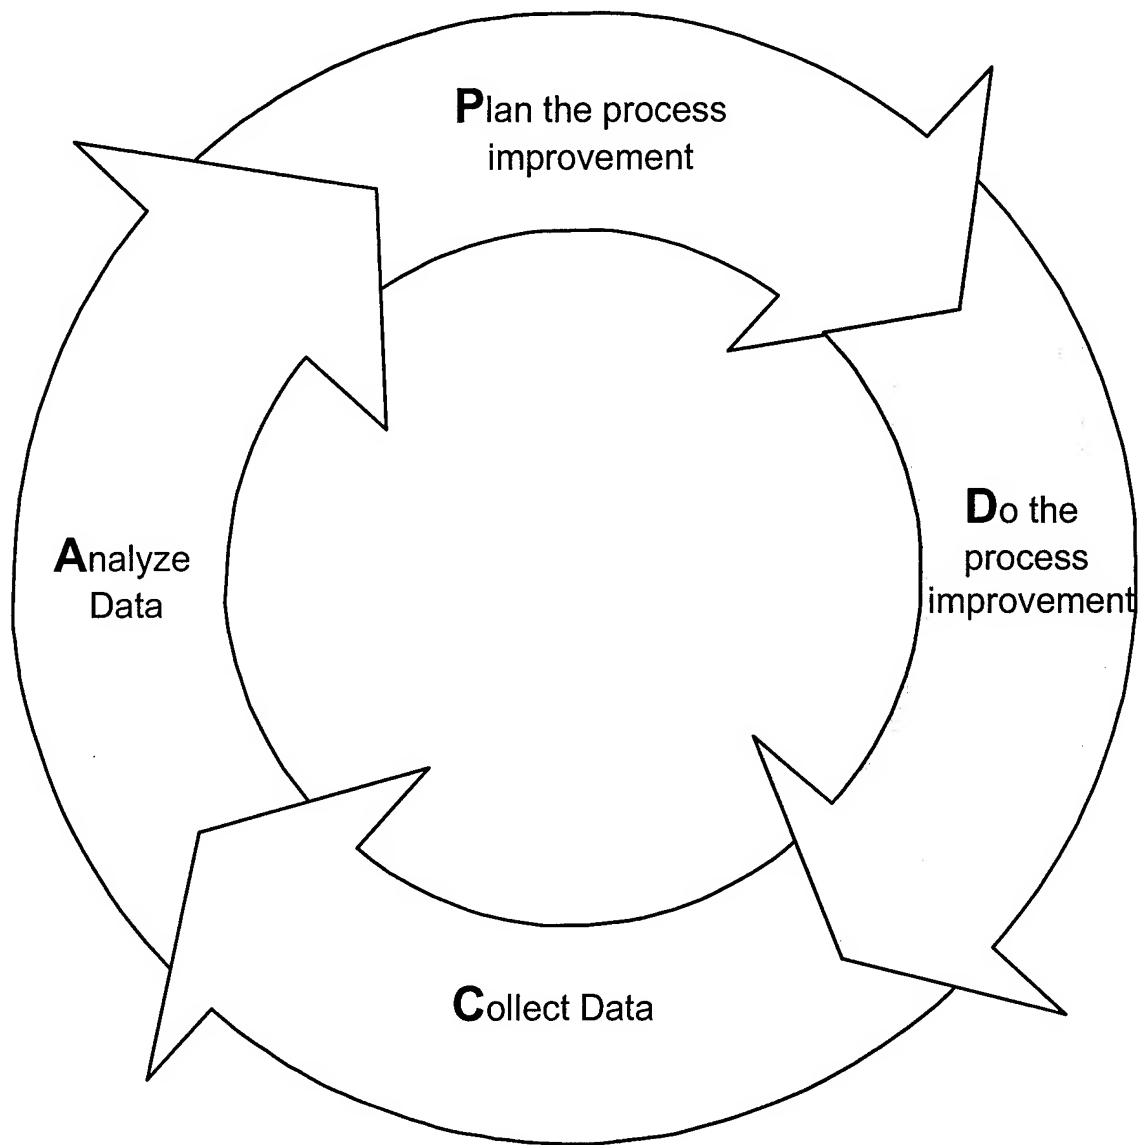 Plan the process
improvement
Do the
process
improvement
Collect Data
Analyze
Data